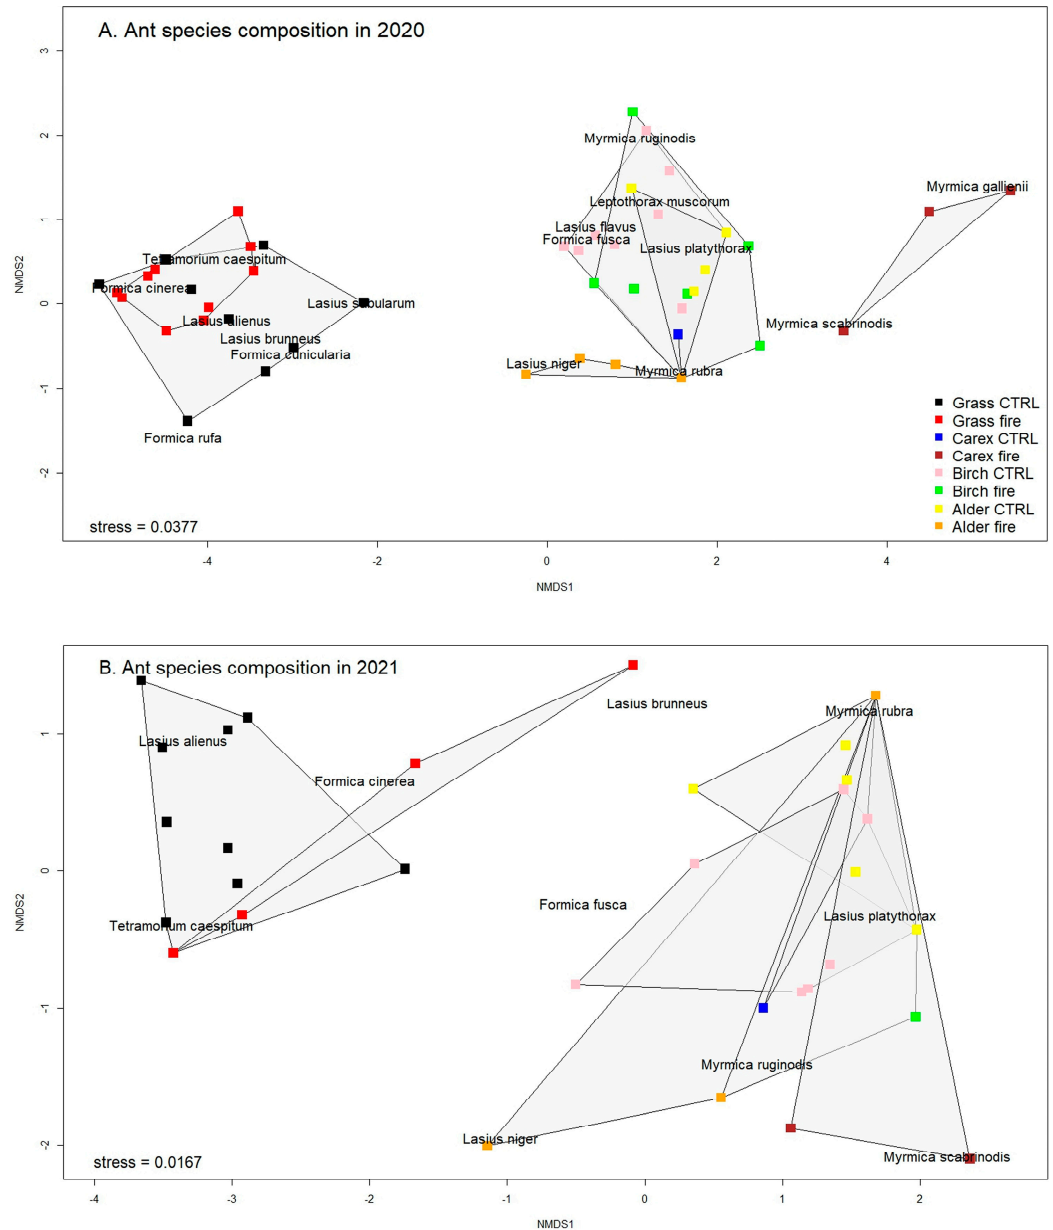 A. Ant species composition in 2020
3
2
1
0
-1
-2
NMDS2
Myrmica ruginodis
Myrmica gallienii
Leptothorax muscorum
Lasius flavus
Formica fusca
Lasius platythorax
Tetramorium caespitum
Formica cinerea
Lasius subularum
Lasius alienus
Myrmica scabrinodis
Lasius brunneus
Formica cunicularia
Lasius niger
Myrmica rubra
Formica rufa
Grass CTRL
Grass fire
Carex CTRL
Carex fire
Birch CTRL
Birch fire
Alder CTRL
Alder fire
stress = 0.0377
-4
-2
0
2
4
NMDS1
B. Ant species composition in 2021
1
0
-1
-2
NMDS2
Lasius brunneus
Myrmica rubra
Lasius alienus
Formica cinerea
Formica fusca
Lasius platythorax
Tetramorium caespitum
Myrmica ruginodis
Lasius niger
Myrmica scabrinodis
stress = 0.0167
-4
-3
-2
-1
0
1
2
NMDS1